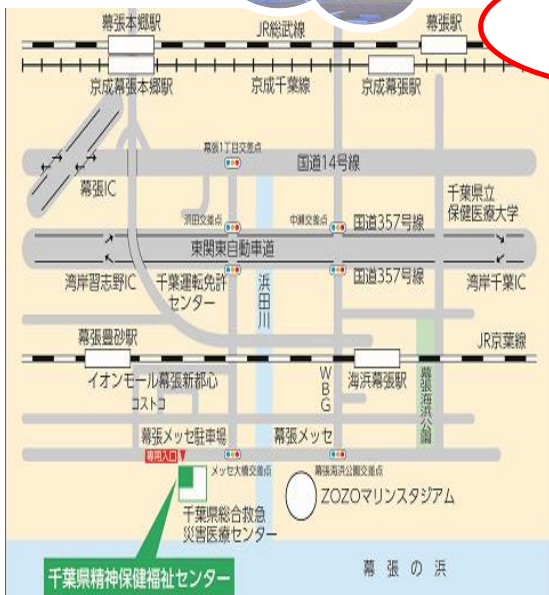 幕張本郷駅
JR総武線
幕張駅
京成幕張本郷駅
京成千葉線
京成幕張駅
幕張1丁目交差点
国道14号線
幕張IC
千葉県立
保健医療大学
浜田交差点
中瀬交差点
国道357号線
東関東自動車道
湾岸習志野IC
千葉運転免許
センター
浜田川
国道357号線
湾岸千葉IC
幕張豊砂駅
JR京葉線
イオンモール幕張新都心
コストコ
WBG
海浜幕張駅
幕張海浜公園
幕張メッセ駐車場
幕張メッセ
専用入口
メッセ大橋交差点
幕張海浜公園交差点
ZOZOマリンスタジアム
千葉県総合救急
災害医療センター
千葉県精神保健福祉センター
幕張の浜